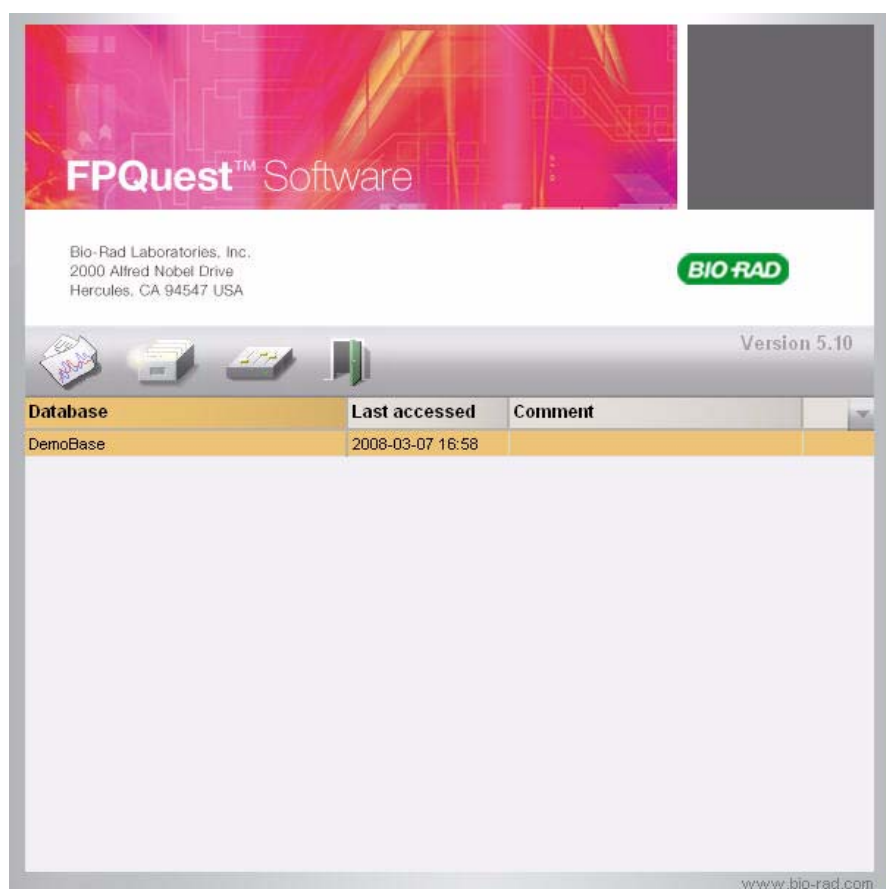 FPQuest™ Software
Bio-Rad Laboratories, Inc.
2000 Alfred Nobel Drive
Hercules, CA 94547 USA
BIO-RAD
Version 5.10
Database Last accessed Comment
DemoBase 2008-03-07 16:58
www.bio-rad.com